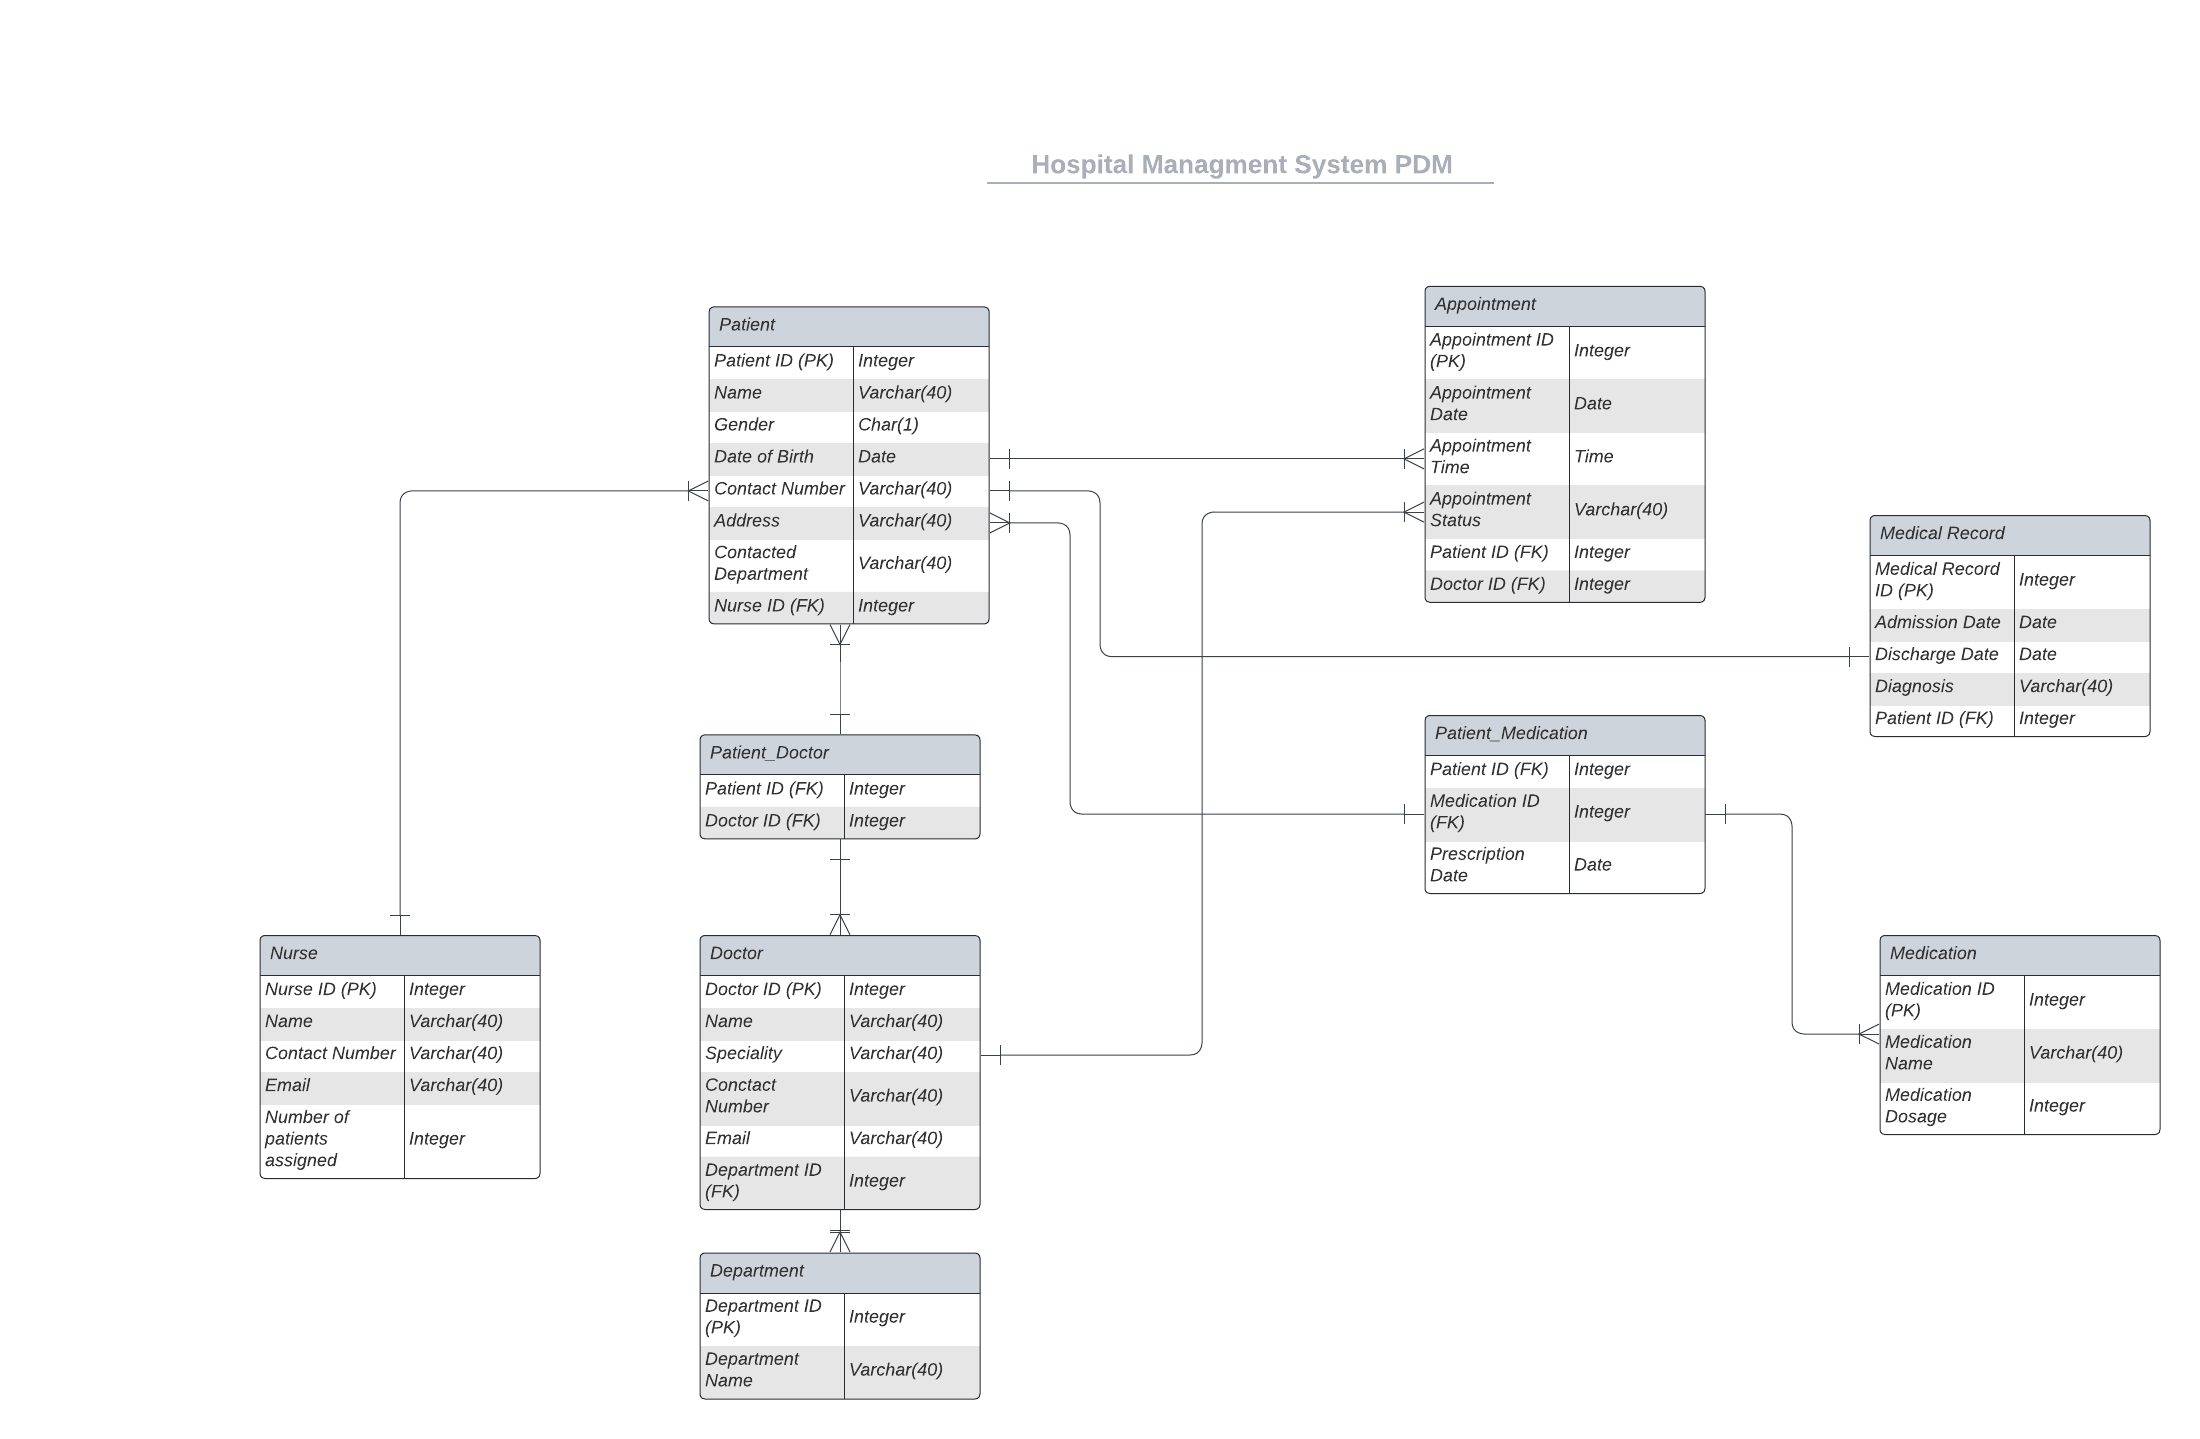 Hospital Managment System PDM
Patient
Patient ID (PK) Integer
Name Varchar(40)
Gender Char(1)
Date of Birth Date
Contact Number Varchar(40)
Address Varchar(40)
Contacted
Department Varchar(40)
Nurse ID (FK) Integer
Appointment
Appointment ID
(PK) Integer
Appointment
Date Date
Appointment
Time Time
Appointment
Status Varchar(40)
Patient ID (FK) Integer
Doctor ID (FK) Integer
Medical Record
Medical Record
ID (PK) Integer
Admission Date Date
Discharge Date Date
Diagnosis Varchar(40)
Patient ID (FK) Integer
Patient_Doctor
Patient ID (FK) Integer
Doctor ID (FK) Integer
Patient_Medication
Patient ID (FK) Integer
Medication ID
(FK) Integer
Prescription
Date Date
Nurse
Nurse ID (PK) Integer
Name Varchar(40)
Contact Number Varchar(40)
Email Varchar(40)
Number of
patients
assigned Integer
Doctor
Doctor ID (PK) Integer
Name Varchar(40)
Speciality Varchar(40)
Conctact
Number Varchar(40)
Email Varchar(40)
Department ID
(FK) Integer
Medication
Medication ID
(PK) Integer
Medication
Name Varchar(40)
Medication
Dosage Integer
Department
Department ID
(PK) Integer
Department
Name Varchar(40)